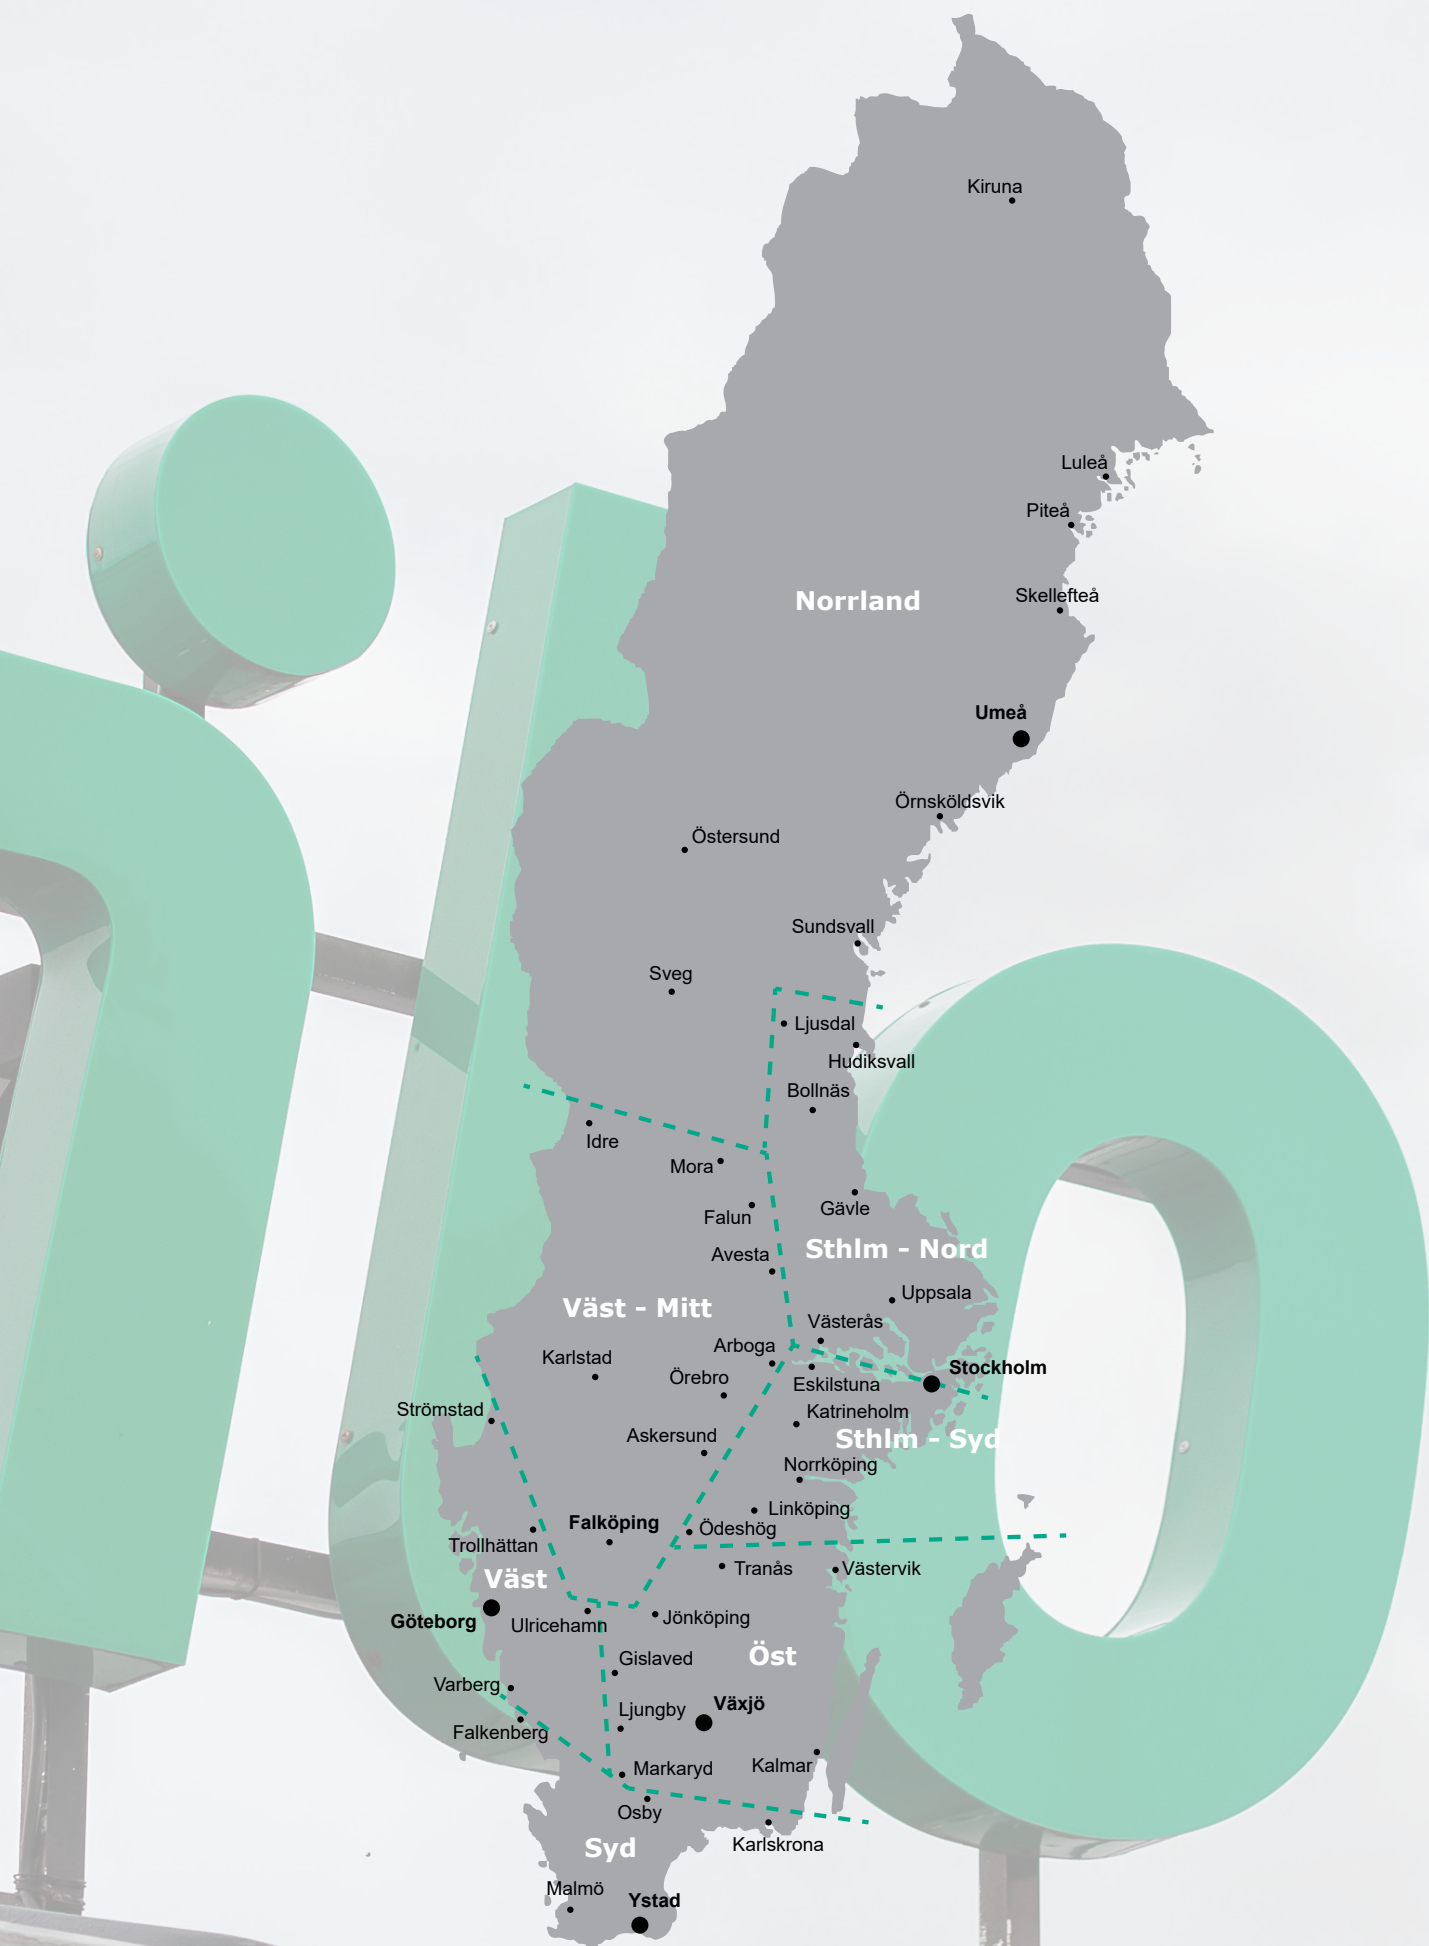 Kiruna
Luleå
Piteå
Skellefteå
Norrland
Umeå
Örnsköldsvik
Östersund
Sundsvall
Sveg
Ljusdal
Hudiksvall
Bollnäs
Idre
Mora
Falun
Gävle
Avesta
Sthlm - Nord
Uppsala
Väst - Mitt
Västerås
Arboga
Karlstad
Örebro
Stockholm
Eskilstuna
Strömstad
Katrineholm
Askersund
Sthlm - Syd
Norrköping
Linköping
Falköping
Ödeshög
Trollhättan
Tranås
Västervik
Väst
Göteborg
Ulricehamn
Jönköping
Öst
Gislaved
Varberg
Växjö
Ljungby
Falkenberg
Markaryd
Kalmar
Osby
Karlskrona
Syd
Malmö
Ystad